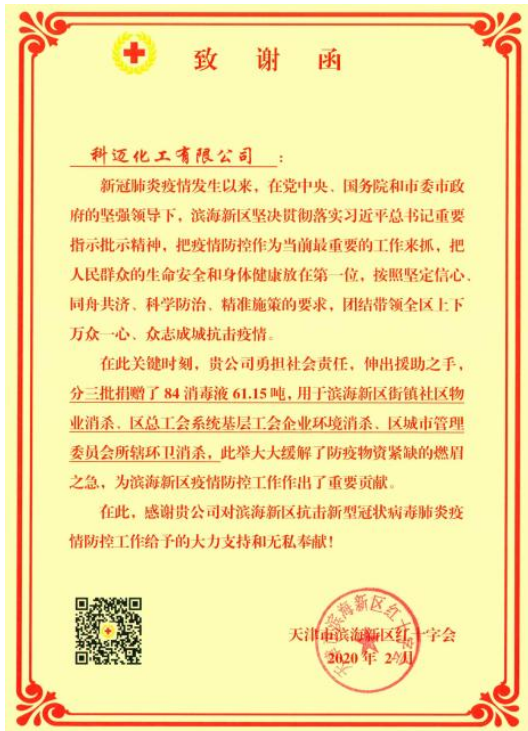 致谢函
科迈化工有限公司：
新冠肺炎疫情发生以来，在党中央、国务院和市委市政
府的坚强领导下，滨海新区坚决贯彻落实习近平总书记重要
指示批示精神，把疫情防控作为当前最重要的工作来抓，把
人民群众的生命安全和身体健康放在第一位，按照坚定信心、
同舟共济、科学防治、精准施策的要求，团结带领全区上下
万众一心、众志成城抗击疫情。
在此关键时刻，贵公司勇担社会责任，伸出援助之手，
分三批捐赠了84消毒液61.15吨，用于滨海新区街镇社区物
业消杀、区总工会系统基层工会企业环境消杀、区城市管理
委员会所辖环卫消杀，此举大大缓解了防疫物资紧缺的燃眉
之急，为滨海新区疫情防控工作作出了重要贡献。
在此，感谢贵公司对滨海新区抗击新型冠状病毒肺炎疫
情防控工作给予的大力支持和无私奉献！
天津市滨海新区红十字会
2020年2月